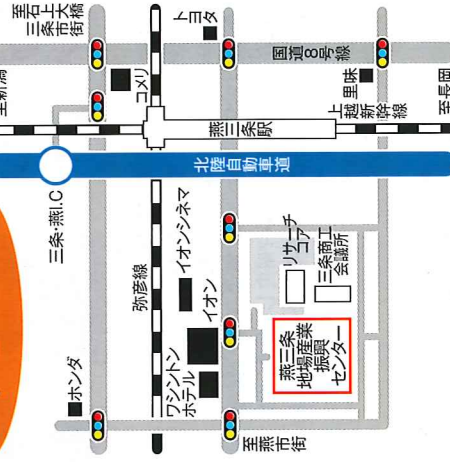 至石上大橋
三条市街
トヨタ
国道8号線
至新潟
コメリ
里味
上越新
幹線
至長岡
燕三条駅
三条・燕I.C
北陸自動車道
弥彦線
イオンシネマ
リサーチ
コア
三条商工
会議所
イオン
ワシントン
ホテル
燕三条
地場産業
振興
センター
ホンダ
至燕市街